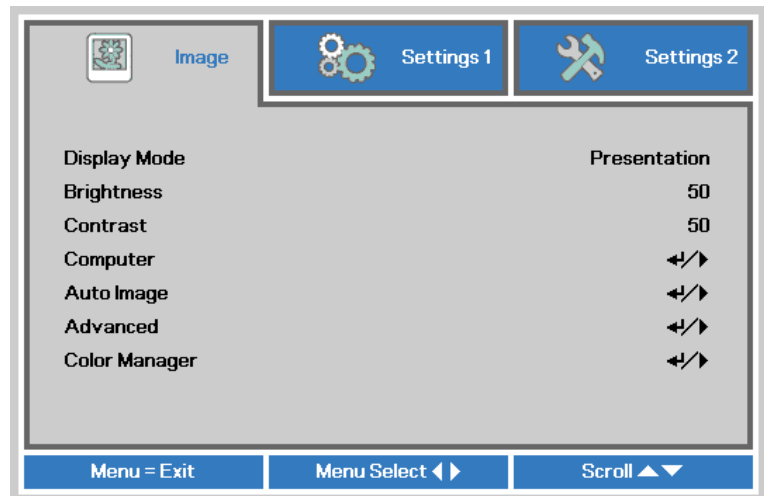 Image Settings 1 Settings 2
Display Mode Presentation
Brightness 50
Contrast 50
Computer ↵/▶
Auto Image ↵/▶
Advanced ↵/▶
Color Manager ↵/▶
Menu = Exit Menu Select ◀ ▶ Scroll ▲▼